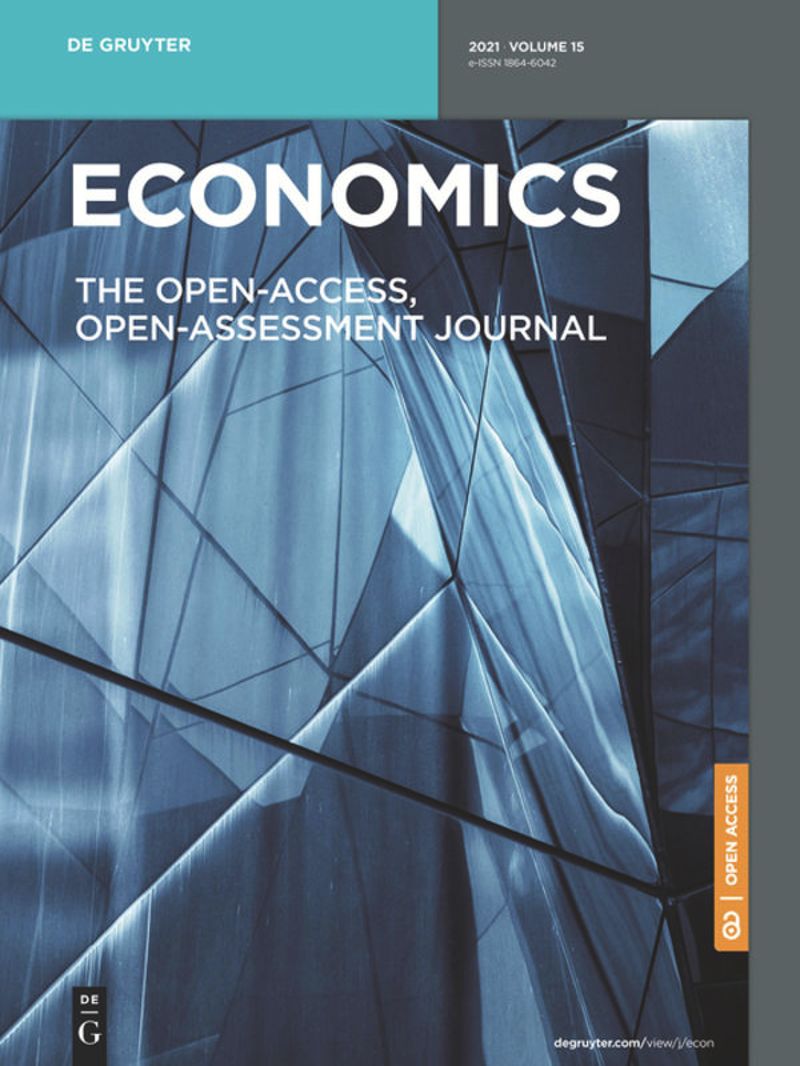 DE GRUYTER
2021 · VOLUME 15
e-ISSN 1864-6042
ECONOMICS
THE OPEN-ACCESS,
OPEN-ASSESSMENT JOURNAL
OPEN ACCESS
DE
G
degruyter.com/view/j/econ